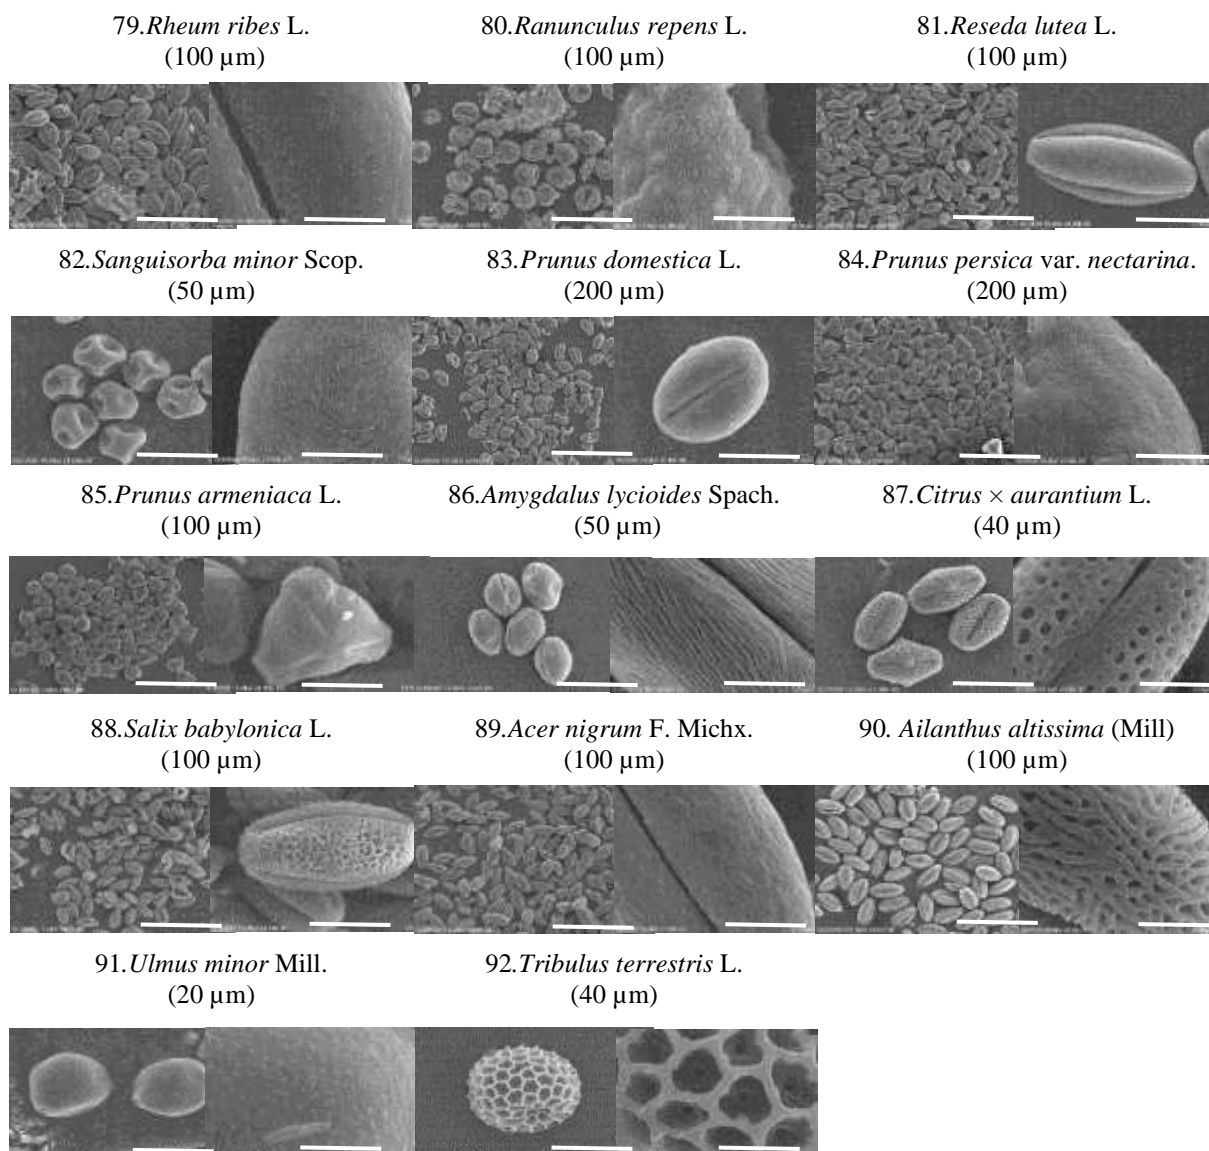 79.Rheum ribes L.
(100 µm)
80.Ranunculus repens L.
(100 µm)
81.Reseda lutea L.
(100 µm)
82.Sanguisorba minor Scop.
(50 µm)
83.Prunus domestica L.
(200 µm)
84.Prunus persica var. nectarina.
(200 µm)
85.Prunus armeniaca L.
(100 µm)
86.Amygdalus lycioides Spach.
(50 µm)
87.Citrus × aurantium L.
(40 µm)
88.Salix babylonica L.
(100 µm)
89.Acer nigrum F. Michx.
(100 µm)
90. Ailanthus altissima (Mill)
(100 µm)
91.Ulmus minor Mill.
(20 µm)
92.Tribulus terrestris L.
(40 µm)